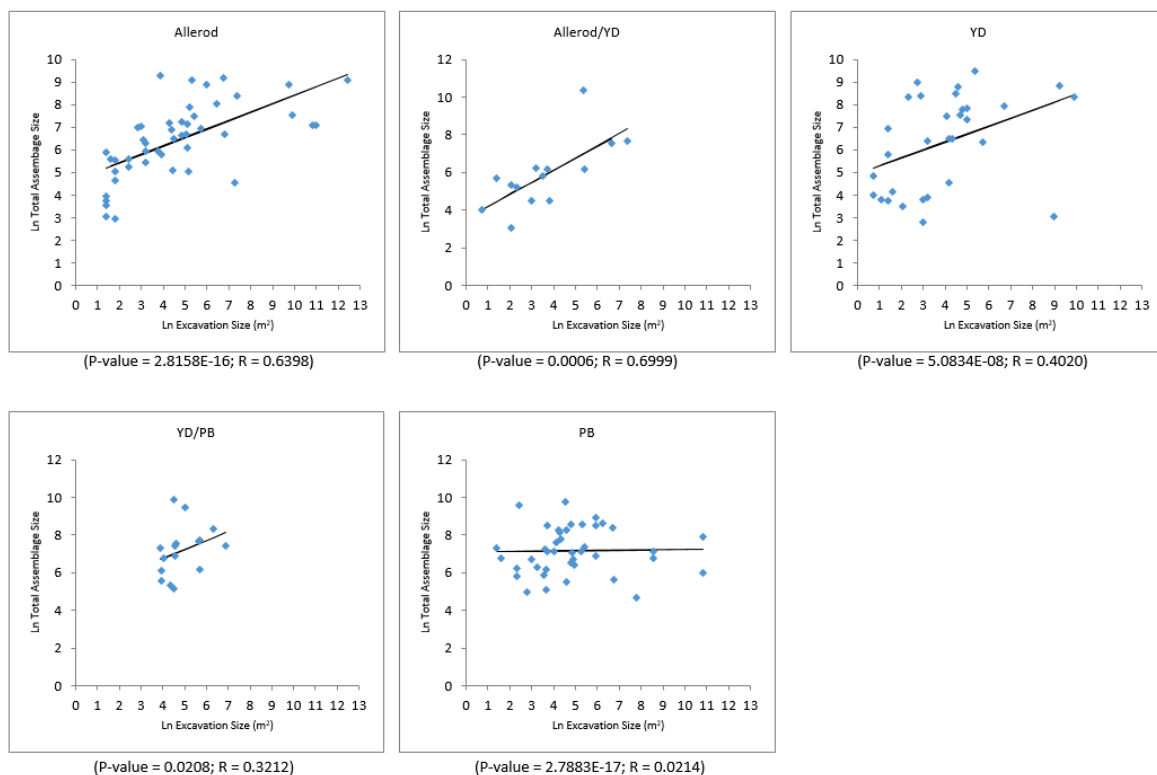 Allerod
10
9
8
7
6
5
4
3
2
1
0
Ln Total Assembage Size
0 1 2 3 4 5 6 7 8 9 10 11 12 13
Ln Excavation Size (m²)
(P-value = 2.8158E-16; R = 0.6398)
Allerod/YD
12
10
8
6
4
2
0
Ln Total Assemblage Size
0 1 2 3 4 5 6 7 8 9 10 11 12 13
Ln Excavation Size (m²)
(P-value = 0.0006; R = 0.6999)
YD
10
9
8
7
6
5
4
3
2
1
0
Ln Total Assemblage Size
0 1 2 3 4 5 6 7 8 9 10 11 12 13
Ln Excavation Size (m²)
(P-value = 5.0834E-08; R = 0.4020)
YD/PB
12
10
8
6
4
2
0
Ln Total Assemblage Size
0 1 2 3 4 5 6 7 8 9 10 11 12 13
Ln Excavation Size (m²)
(P-value = 0.0208; R = 0.3212)
PB
12
10
8
6
4
2
0
Ln Total Assemblage Size
0 1 2 3 4 5 6 7 8 9 10 11 12 13
Ln Excavation Size (m²)
(P-value = 2.7883E-17; R = 0.0214)